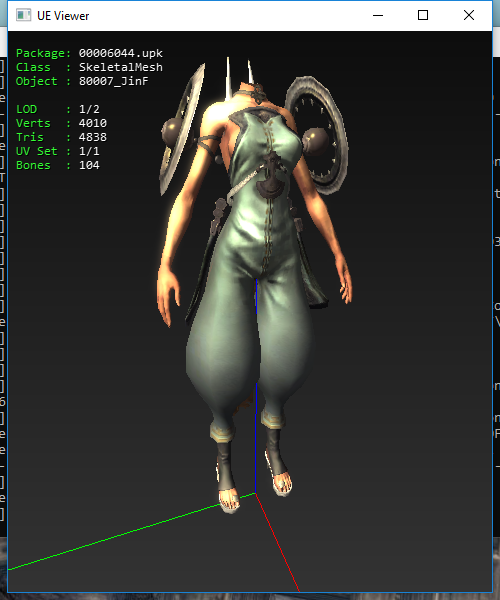 UE Viewer
Package: 00006044.upk
Class : SkeletalMesh
Object : 80007_JinF
LOD : 1/2
Verts : 4010
Tris : 4838
UV Set : 1/1
Bones : 104